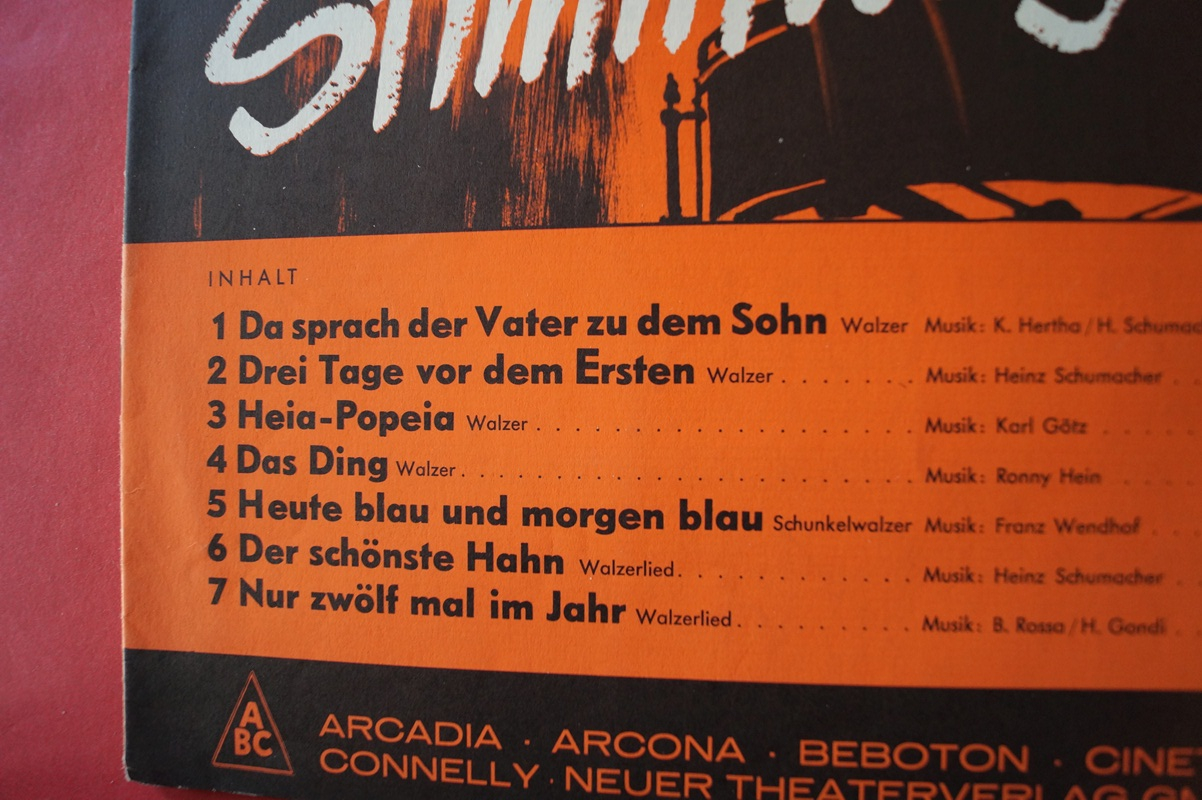 INHALT
1 Da sprach der Vater zu dem Sohn Walzer Musik: K. Hertha / H. Schumac
2 Drei Tage vor dem Ersten Walzer . . . . . . . Musik: Heinz Schumacher .
3 Heia-Popeia Walzer . . . . . . . . . . . . . . . . . Musik: Karl Götz . . . .
4 Das Ding Walzer . . . . . . . . . . . . . . . . . . . . Musik: Ronny Hein . . . .
5 Heute blau und morgen blau Schunkelwalzer Musik: Franz Wendhof . .
6 Der schönste Hahn Walzerlied . . . . . . . . . . . Musik: Heinz Schumacher .
7 Nur zwölf mal im Jahr Walzerlied . . . . . . . . . Musik: B. Rossa / H. Gondi .
ABC
ARCADIA · ARCONA · BEBOTON · CINE
CONNELLY · NEUER THEATERVERLAG GM